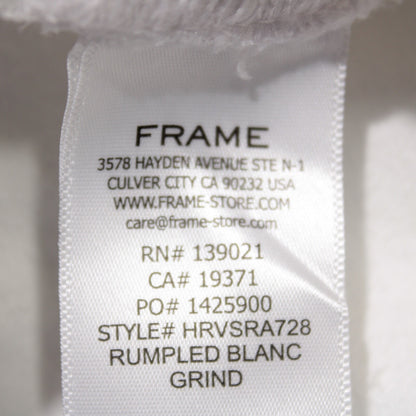 FRAME
3578 HAYDEN AVENUE STE N-1
CULVER CITY CA 90232 USA
WWW.FRAME-STORE.COM
care@frame-store.com
RN# 139021
CA# 19371
PO# 1425900
STYLE# HRVSRA728
RUMPLED BLANC
GRIND